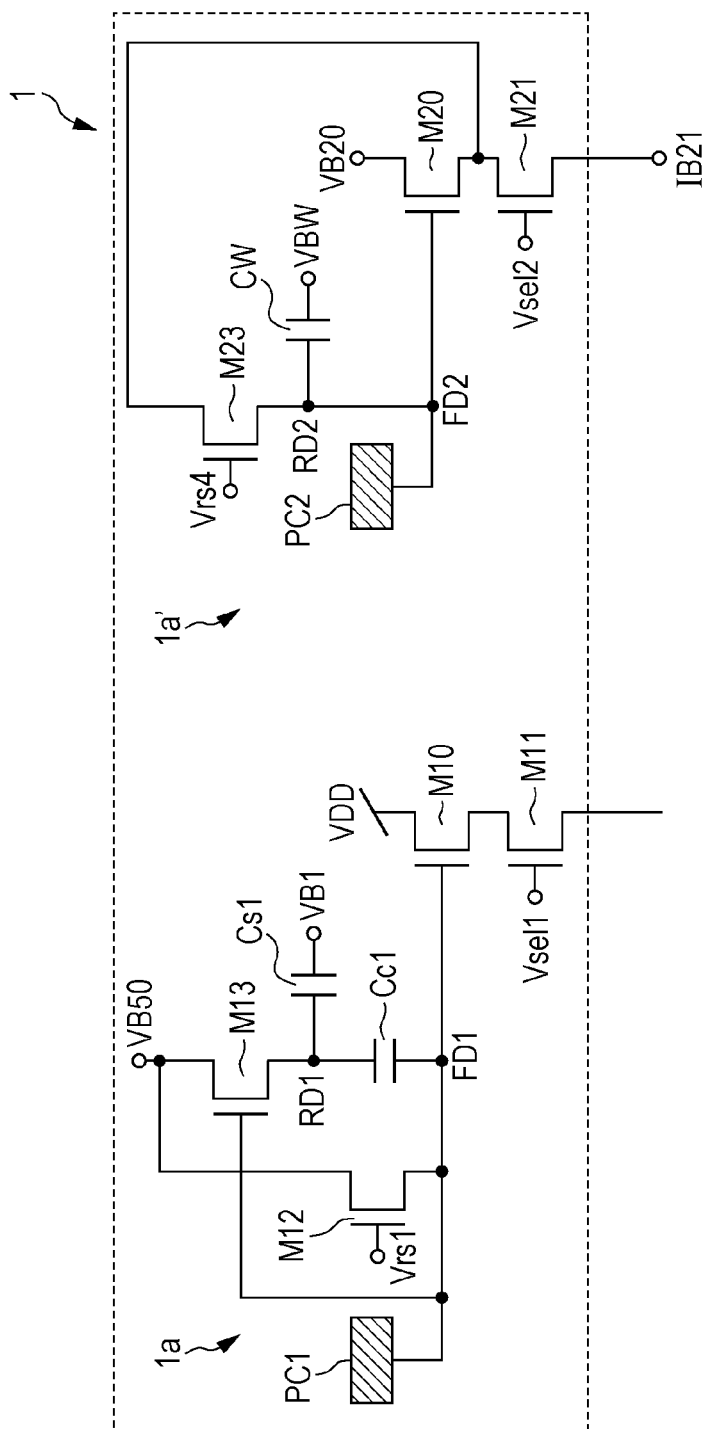 1
1a
PC1
M12
Vrs1
VB50
M13
RD1
Cs1
VB1
Cc1
FD1
VDD
M10
M11
Vsel1
1a'
PC2
Vrs4
M23
RD2
CW
VBW
FD2
VB20
M20
M21
Vsel2
IB21